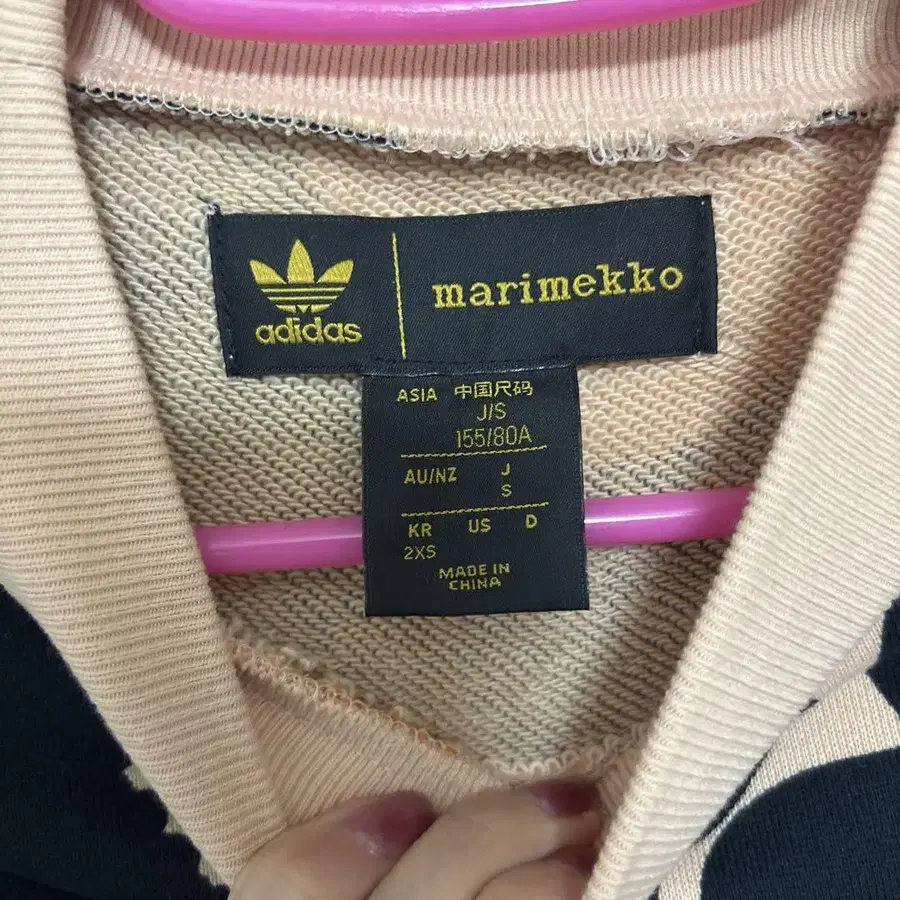 adidas
marimekko
ASIA 中国尺码
J/S
155/80A
AU/NZ J
S
KR US D
2XS
MADE IN
CHINA